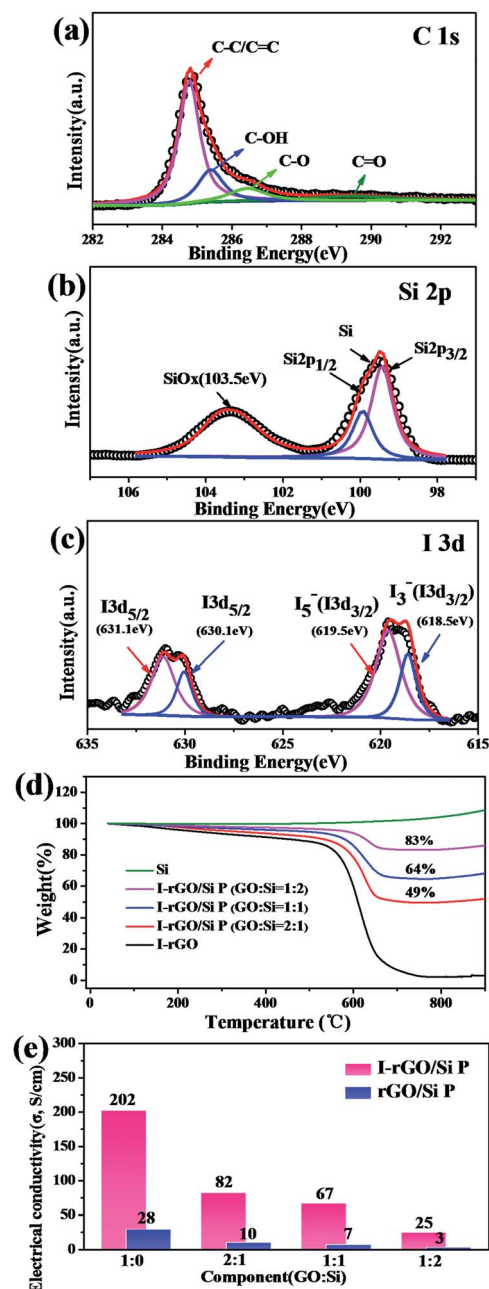 (a)
C 1s
C-C/C=C
C-OH
C-O
C=O
Intensity(a.u.)
282 284 286 288 290 292
Binding Energy(eV)
(b)
Si 2p
Si
Si2p1/2
Si2p3/2
SiOx(103.5eV)
Intensity(a.u.)
106 104 102 100 98
Binding Energy(eV)
(c)
I 3d
I3d5/2
(631.1eV)
I3d5/2
(630.1eV)
I5-(I3d3/2)
(619.5eV)
I3-(I3d3/2)
(618.5eV)
Intensity(a.u.)
635 630 625 620 615
Binding Energy(eV)
(d)
120
100
80
60
40
20
0
Weight(%)
83%
64%
49%
Si
I-rGO/Si P (GO:Si=1:2)
I-rGO/Si P (GO:Si=1:1)
I-rGO/Si P (GO:Si=2:1)
I-rGO
0 200 400 600 800
Temperature (℃)
(e)
300
250
200
150
100
50
0
Electrical conductivity(σ, S/cm)
I-rGO/Si P
rGO/Si P
202
28
82
10
67
7
25
3
1:0 2:1 1:1 1:2
Component(GO:Si)